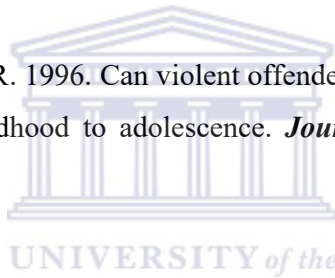 R. 1996. Can violent offende
dhood to adolescence. Jour
UNIVERSITY of the